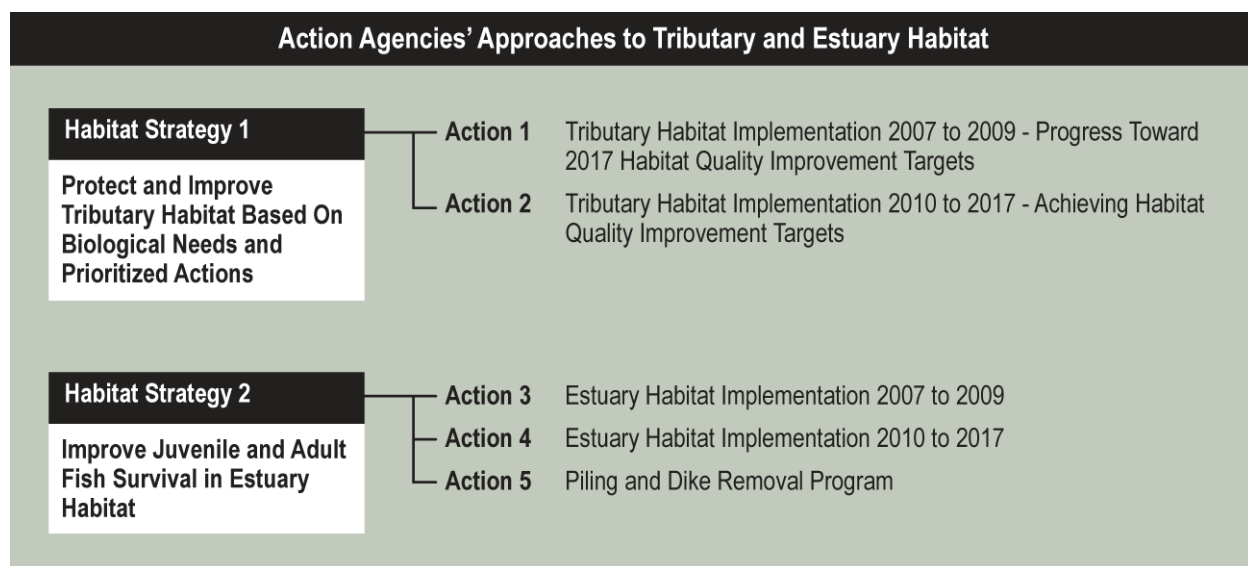 Action Agencies' Approaches to Tributary and Estuary Habitat
Habitat Strategy 1
Protect and Improve
Tributary Habitat Based On
Biological Needs and
Prioritized Actions
Action 1 Tributary Habitat Implementation 2007 to 2009 - Progress Toward
2017 Habitat Quality Improvement Targets
Action 2 Tributary Habitat Implementation 2010 to 2017 - Achieving Habitat
Quality Improvement Targets
Habitat Strategy 2
Improve Juvenile and Adult
Fish Survival in Estuary
Habitat
Action 3 Estuary Habitat Implementation 2007 to 2009
Action 4 Estuary Habitat Implementation 2010 to 2017
Action 5 Piling and Dike Removal Program